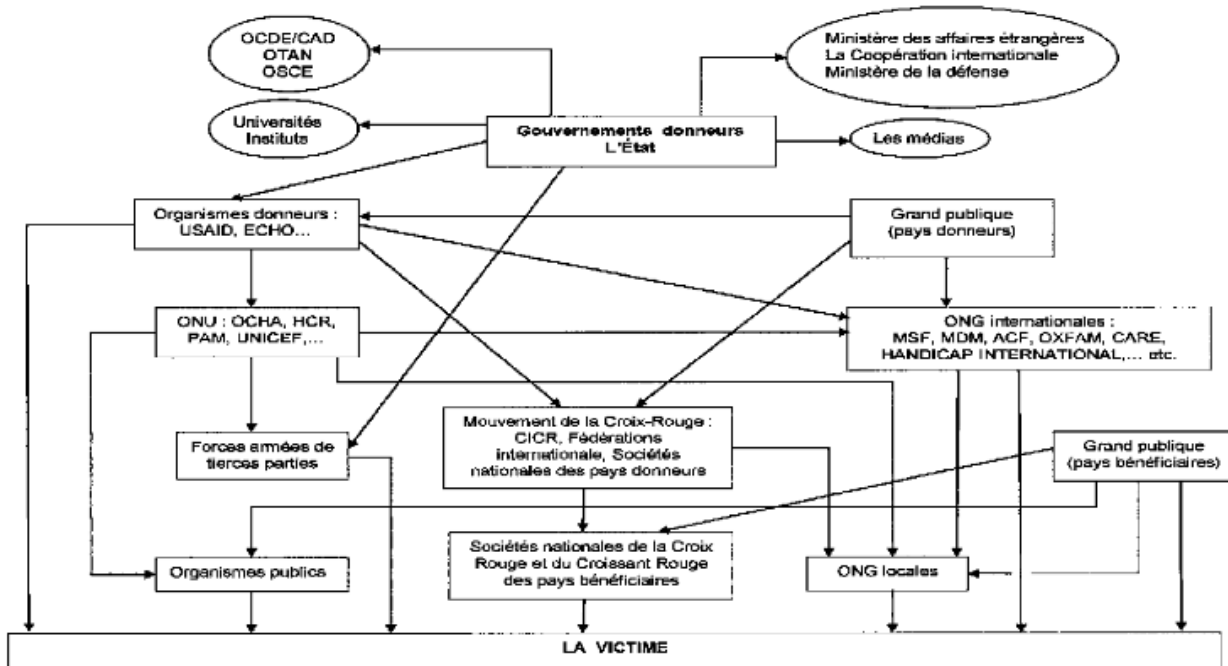 OCDE/CAD
OTAN
OSCE
Ministère des affaires étrangères
La Coopération internationale
Ministère de la défense
Universités
Instituts
Gouvernements donneurs
L'État
Les médias
Organismes donneurs :
USAID, ECHO...
Grand publique
(pays donneurs)
ONU : OCHA, HCR,
PAM, UNICEF,...
ONG internationales :
MSF, MDM, ACF, OXFAM, CARE,
HANDICAP INTERNATIONAL,... etc.
Forces armées de
tierces parties
Mouvement de la Croix-Rouge :
CICR, Fédérations
internationale, Sociétés
nationales des pays donneurs
Grand publique
(pays bénéficiaires)
Organismes publics
Sociétés nationales de la Croix
Rouge et du Croissant Rouge
des pays bénéficiaires
ONG locales
LA VICTIME